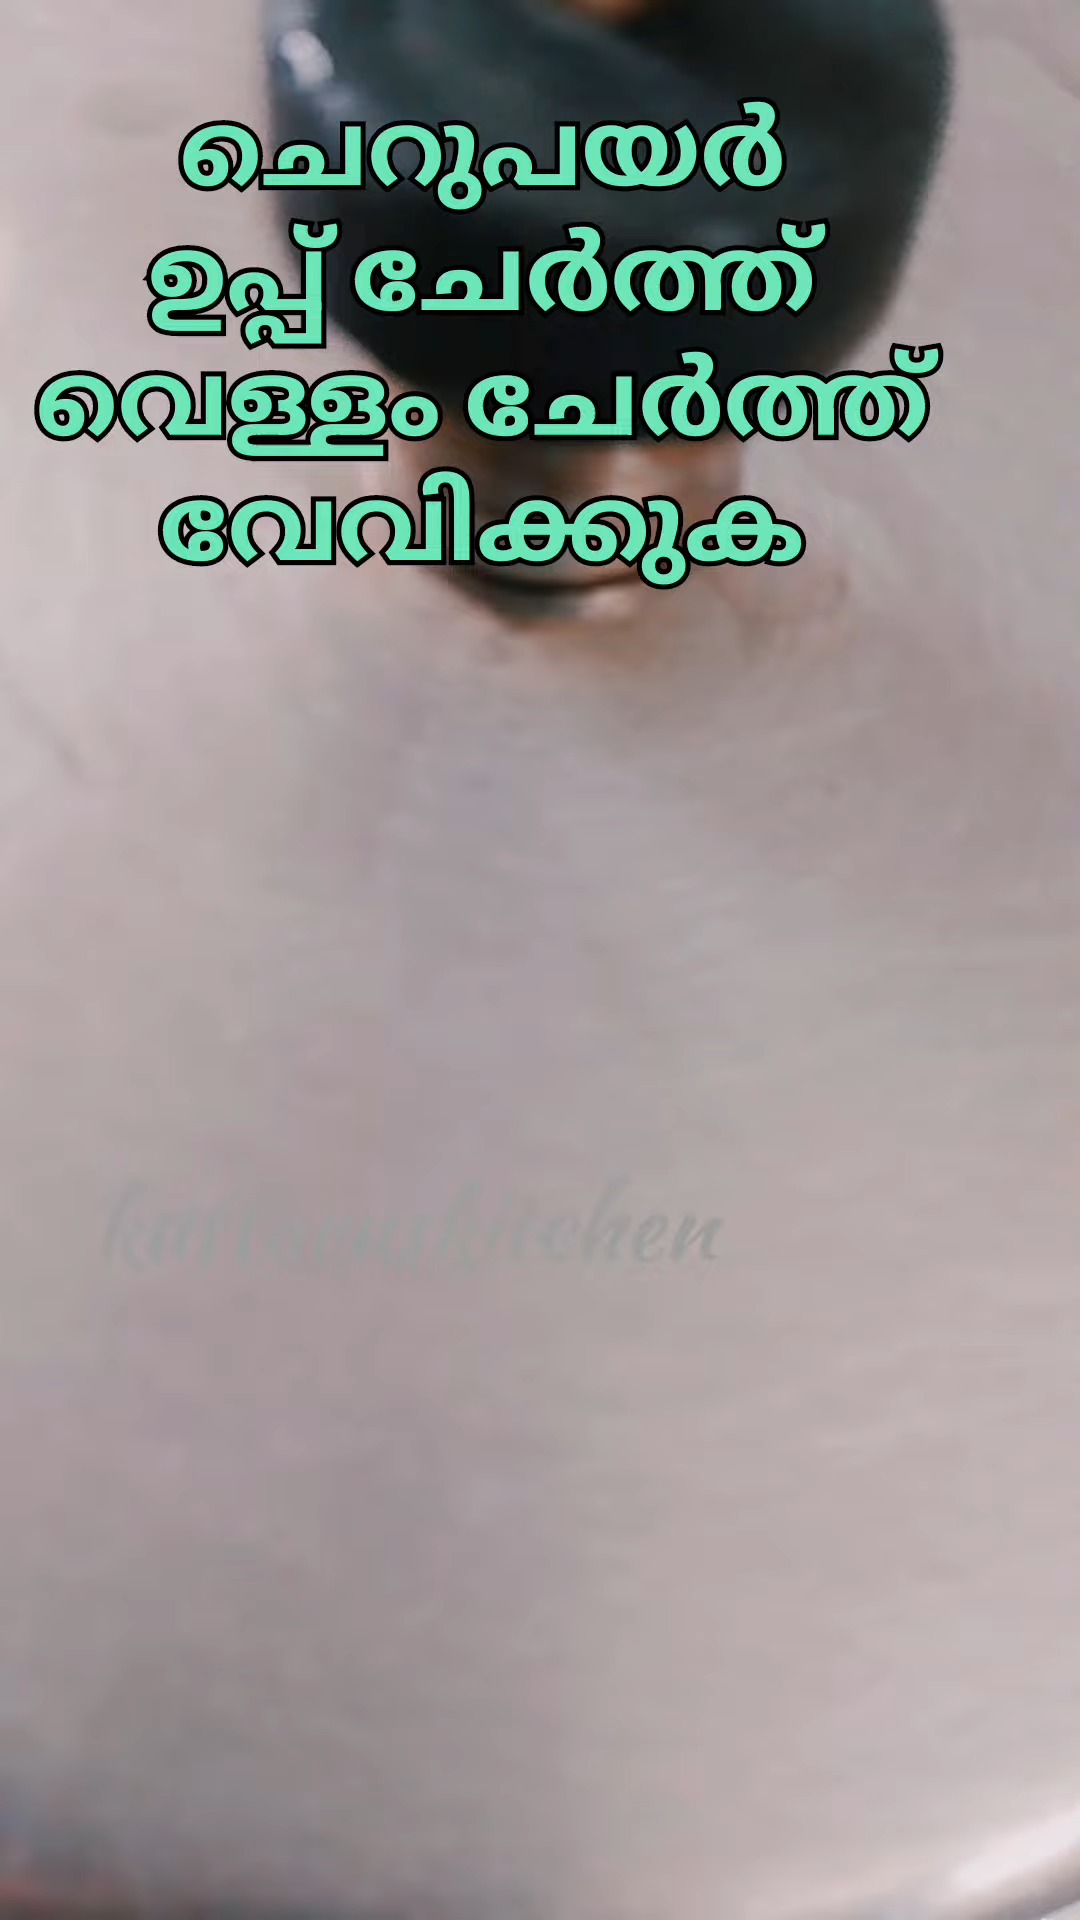 ചെറുപയർ
ഉപ്പ് ചേർത്ത്
വെള്ളം ചേർത്ത്
വേവിക്കുക